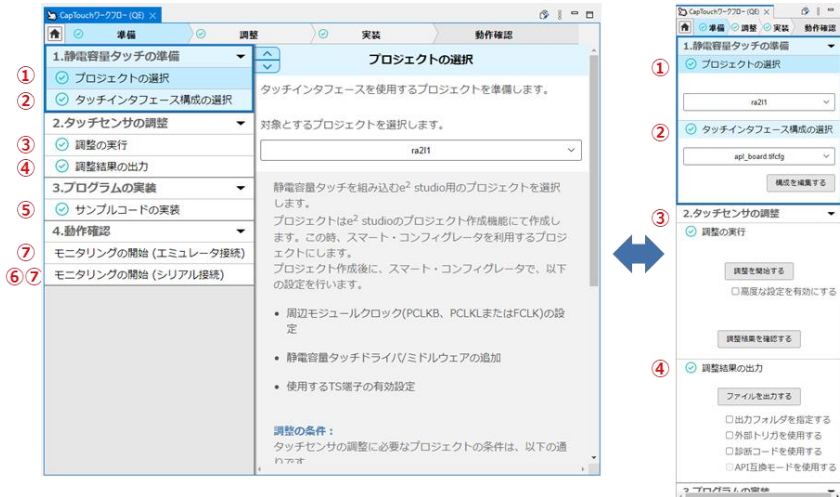 CapTouchワークフロー (QE)
準備
調整
実装
動作確認
1.静電容量タッチの準備
① プロジェクトの選択
② タッチインタフェース構成の選択
2.タッチセンサの調整
③ 調整の実行
④ 調整結果の出力
3.プログラムの実装
⑤ サンプルコードの実装
4.動作確認
⑦ モニタリングの開始 (エミュレータ接続)
⑥⑦ モニタリングの開始 (シリアル接続)
プロジェクトの選択
タッチインタフェースを使用するプロジェクトを準備します。
対象とするプロジェクトを選択します。
ra2l1
静電容量タッチを組み込むe² studio用のプロジェクトを選択
します。
プロジェクトはe² studioのプロジェクト作成機能にて作成し
ます。この時、スマート・コンフィグレータを利用するプロジ
ェクトにします。
プロジェクト作成後に、スマート・コンフィグレータで、以下
の設定を行います。
• 周辺モジュールクロック(PCLKB、PCLKLまたはFCLK)の設
定
• 静電容量タッチドライバ/ミドルウェアの追加
• 使用するTS端子の有効設定
調整の条件：
タッチセンサの調整に必要なプロジェクトの条件は、以下の通
りです。
CapTouchワークフロー (QE)
準備
調整
実装
動作確認
1.静電容量タッチの準備
① プロジェクトの選択
ra2l1
② タッチインタフェース構成の選択
apl_board.tifcfg
構成を編集する
2.タッチセンサの調整
③ 調整の実行
調整を開始する
高度な設定を有効にする
調整結果を確認する
④ 調整結果の出力
ファイルを出力する
出力フォルダを指定する
外部トリガを使用する
診断コードを使用する
API互換モードを使用する
3.プログラムの実装